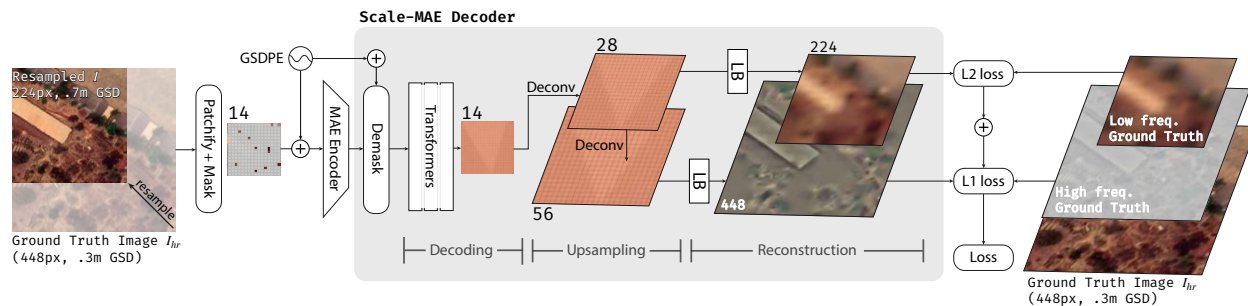 Scale-MAE Decoder
Resampled I
224px, .7m GSD
resample
Ground Truth Image I_hr
(448px, .3m GSD)
Patchify + Mask
14
GSDPE
+
MAE Encoder
+
Demask
Transformers
14
Deconv
28
Deconv
56
LB
LB
224
448
Decoding
Upsampling
Reconstruction
L2 loss
+
L1 loss
Loss
Low freq.
Ground Truth
High freq.
Ground Truth
Ground Truth Image I_hr
(448px, .3m GSD)